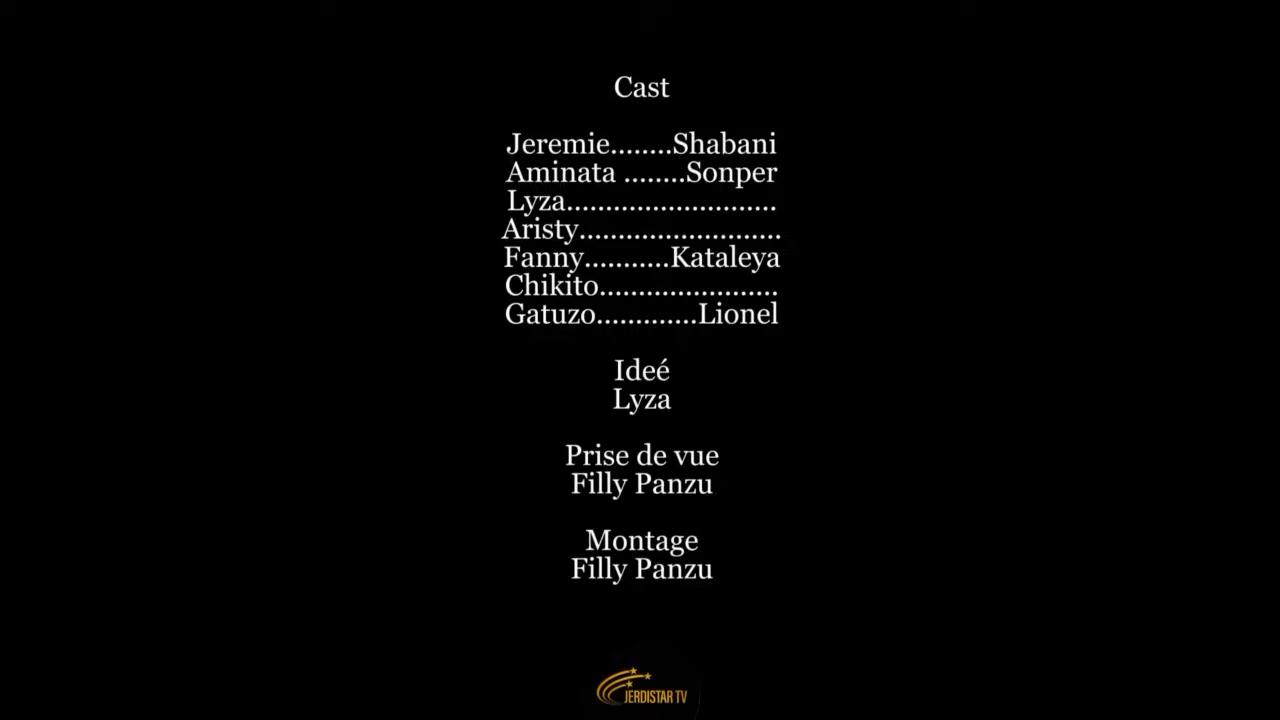 Cast
Jeremie........Shabani
Aminata ........Sonper
Lyza...........................
Aristy..........................
Fanny...........Kataleya
Chikito.......................
Gatuzo.............Lionel
Ideé
Lyza
Prise de vue
Filly Panzu
Montage
Filly Panzu
JERDISTAR TV